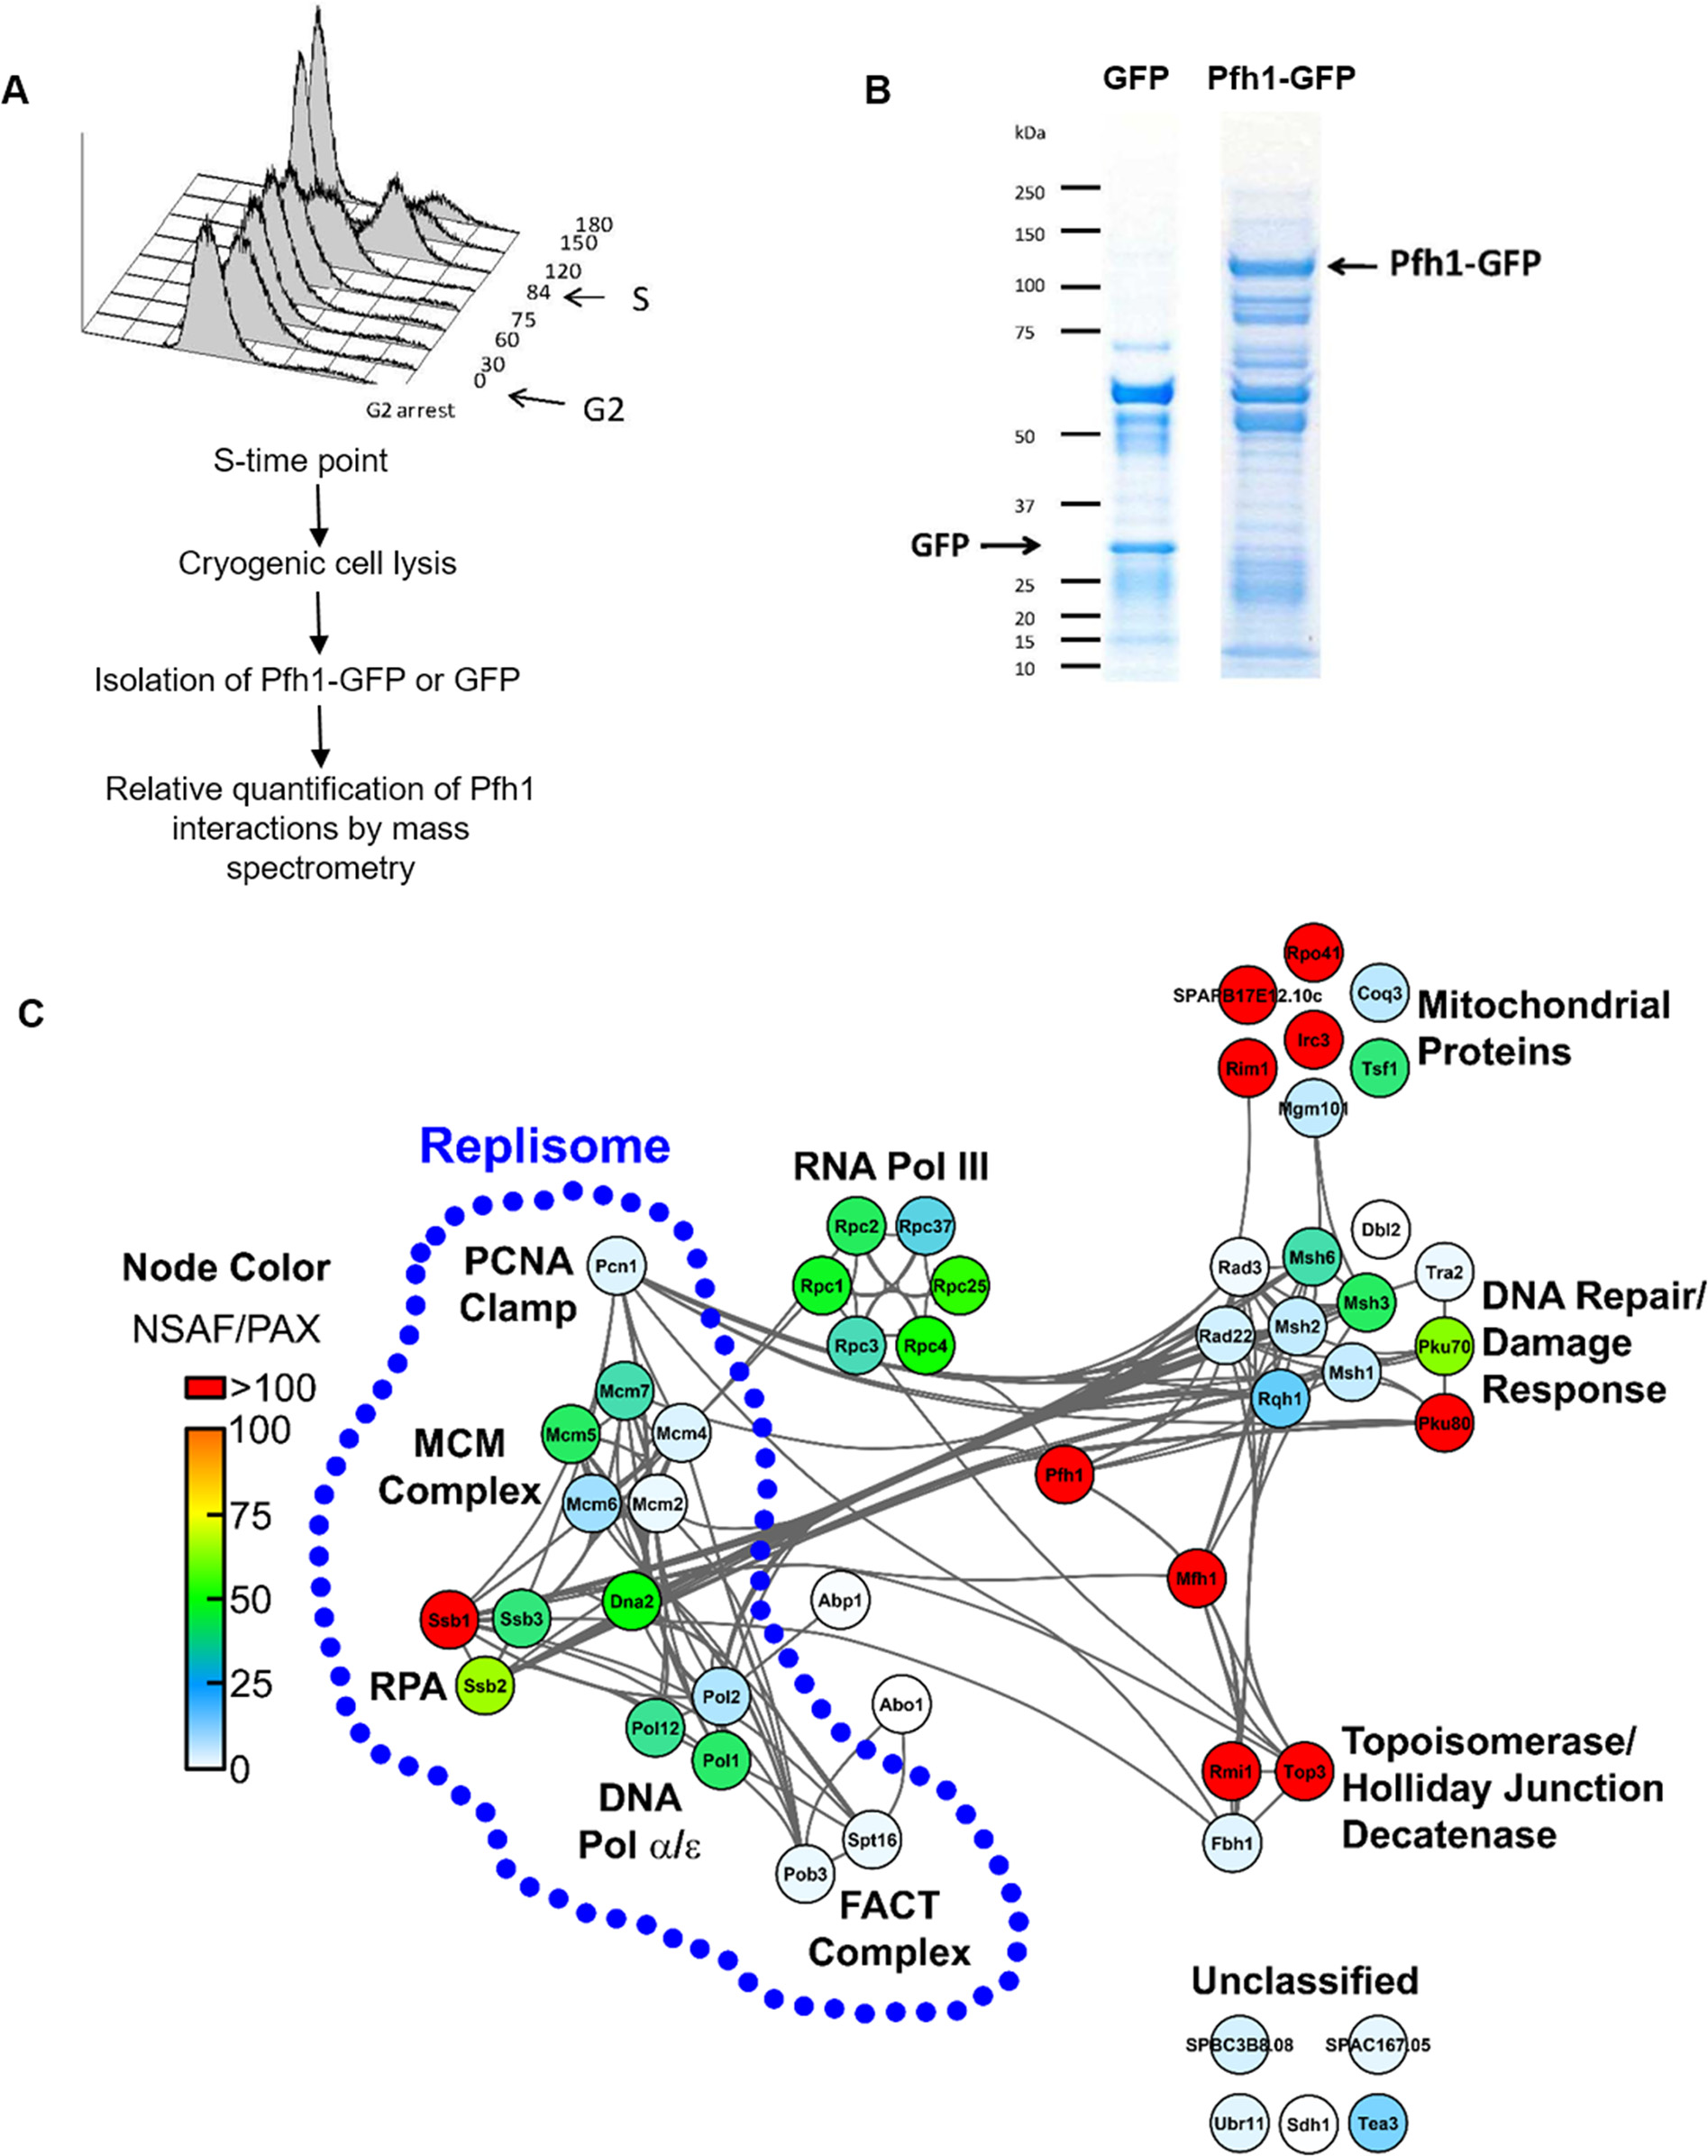 A
180
150
120
84
S
75
60
30
0
G2 arrest
G2
S-time point
Cryogenic cell lysis
Isolation of Pfh1-GFP or GFP
Relative quantification of Pfh1
interactions by mass
spectrometry
B
GFP
Pfh1-GFP
kDa
250
150
100
75
50
37
25
20
15
10
Pfh1-GFP
GFP
C
Node Color
NSAF/PAX
>100
100
75
50
25
0
Replisome
PCNA
Clamp
Pcn1
MCM
Complex
Mcm7
Mcm5
Mcm4
Mcm6
Mcm2
Ssb1
Ssb3
Dna2
RPA
Ssb2
Pol2
Pol12
Pol1
DNA
Pol α/ε
Abp1
Abo1
Spt16
Pob3
FACT
Complex
RNA Pol III
Rpc2
Rpc37
Rpc1
Rpc25
Rpc3
Rpc4
Rpo41
SPAPB17E12.10c
Coq3
Irc3
Rim1
Tsf1
Mgm101
Mitochondrial
Proteins
Dbl2
Rad3
Msh6
Tra2
Msh3
Rad22
Msh2
Pku70
Msh1
Rqh1
Pku80
DNA Repair/
Damage
Response
Pfh1
Mfh1
Rmi1
Top3
Fbh1
Topoisomerase/
Holliday Junction
Decatenase
Unclassified
SPBC3B8.08
SPAC167.05
Ubr11
Sdh1
Tea3